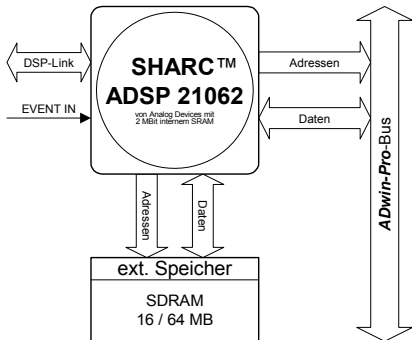 DSP-Link
EVENT IN
SHARC™
ADSP 21062
von Analog Devices mit
2 MBit internem SRAM
Adressen
Daten
ADwin-Pro-Bus
Adressen
Daten
ext. Speicher
SDRAM
16 / 64 MB